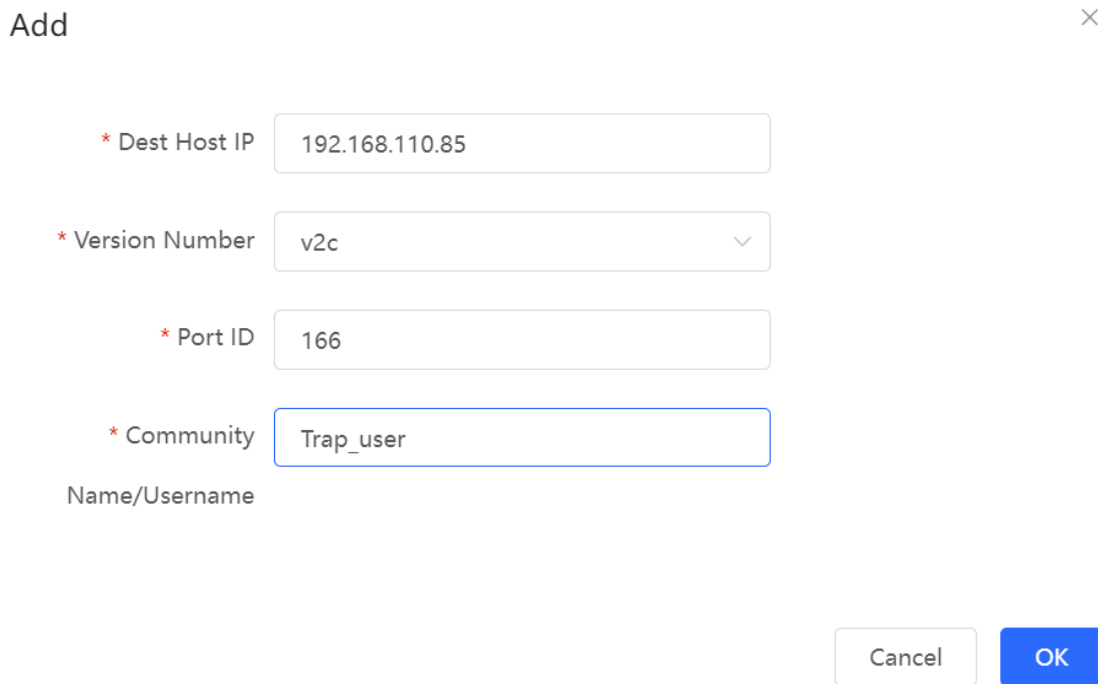 Add
* Dest Host IP
192.168.110.85
* Version Number
v2c
* Port ID
166
* Community
Trap_user
Name/Username
Cancel
OK